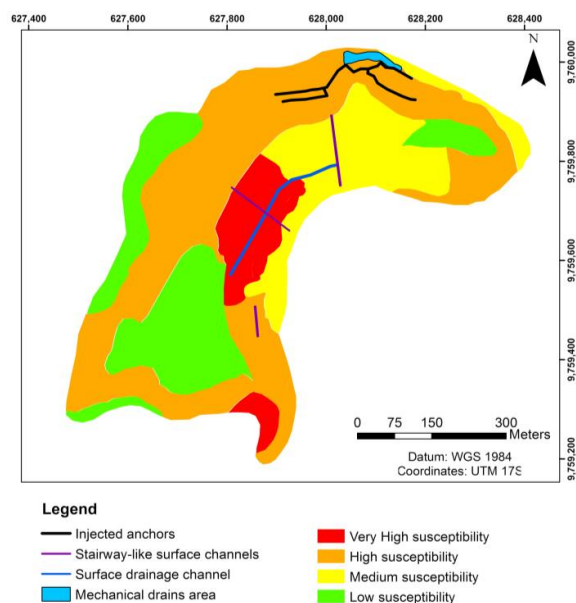 627,400 627,600 627,800 628,000 628,200 628,400
N
9,760,000
9,759,800
9,759,600
9,759,400
9,759,200
0 75 150 300
Meters
Datum: WGS 1984
Coordinates: UTM 17S
Legend
Injected anchors
Stairway-like surface channels
Surface drainage channel
Mechanical drains area
Very High susceptibility
High susceptibility
Medium susceptibility
Low susceptibility